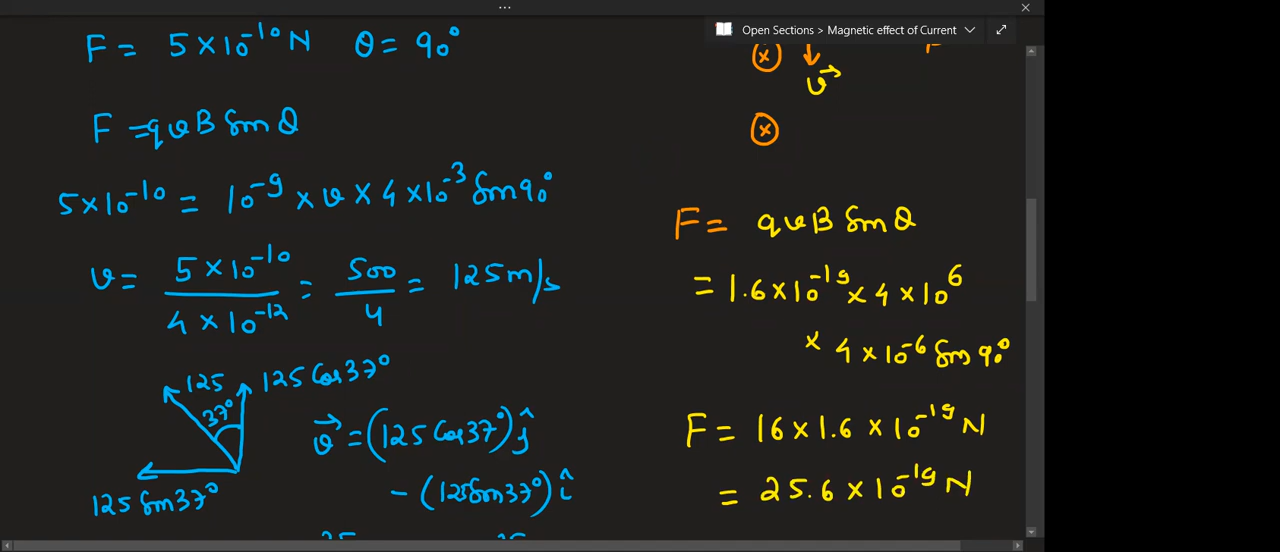 Open Sections > Magnetic effect of Current
F = 5×10⁻¹⁰ N θ = 90°
F = qvB Sin θ
5×10⁻¹⁰ = 10⁻⁹ × v × 4×10⁻³ Sin 90°
v = 5×10⁻¹⁰ / 4×10⁻¹² = 500/4 = 125 m/s
125
125 Cos 37°
37°
125 Sin 37°
v⃗ = (125 Cos 37°) ĵ
- (125 Sin 37°) î
v⃗
F = qvB Sin θ
= 1.6×10⁻¹⁹ × 4×10⁶
× 4×10⁻⁶ Sin 90°
F = 16×1.6×10⁻¹⁹ N
= 25.6×10⁻¹⁹ N